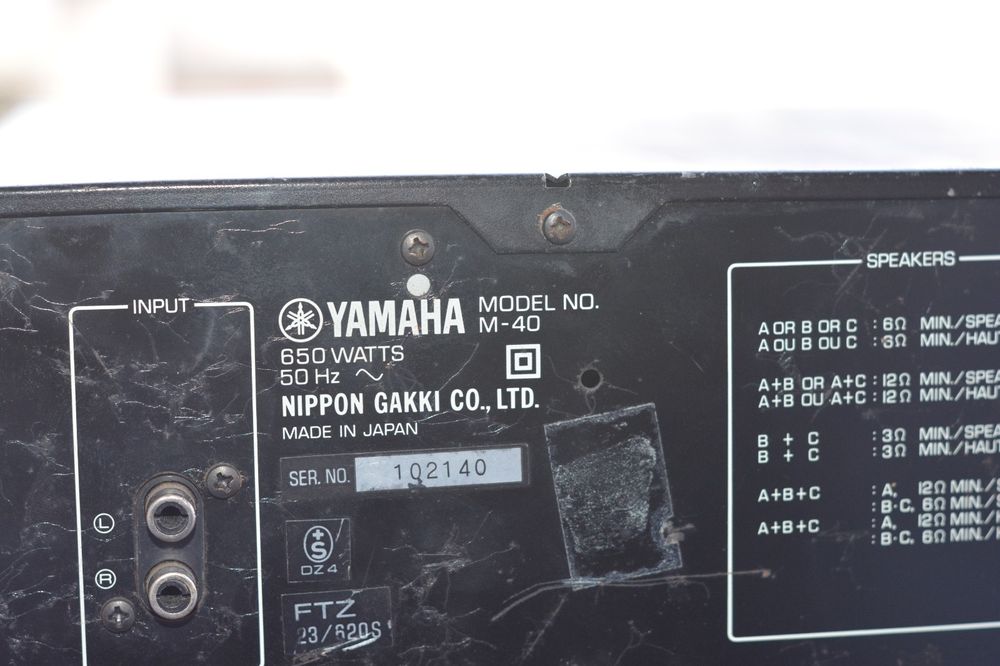 INPUT
L
R
YAMAHA
MODEL NO.
M-40
650 WATTS
50 Hz ~
NIPPON GAKKI CO., LTD.
MADE IN JAPAN
SER. NO. 102140
+S
DZ4
FTZ
23/620S
SPEAKERS
A OR B OR C : 6Ω MIN./SPEA
A OU B OU C : 6Ω MIN./HAUT
A+B OR A+C : 12Ω MIN./SPEA
A+B OU A+C : 12Ω MIN./HAU
B + C : 3Ω MIN./SPEA
B + C : 3Ω MIN./HAU
A+B+C : A, 12Ω MIN./S
: B·C, 6Ω MIN./S
A+B+C : A, 12Ω MIN./H
: B·C, 6Ω MIN./H